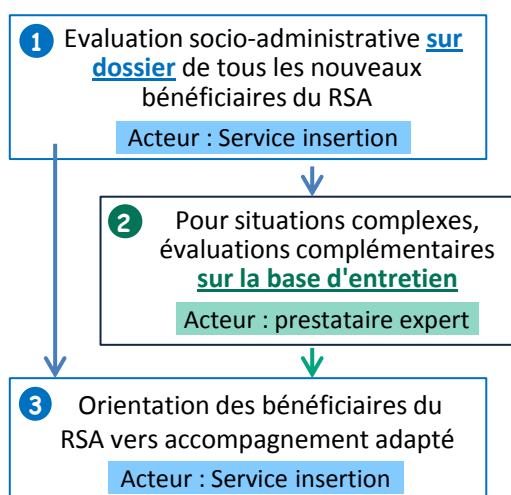 1 Evaluation socio-administrative sur
dossier de tous les nouveaux
bénéficiaires du RSA
Acteur : Service insertion
2 Pour situations complexes,
évaluations complémentaires
sur la base d'entretien
Acteur : prestataire expert
3 Orientation des bénéficiaires du
RSA vers accompagnement adapté
Acteur : Service insertion